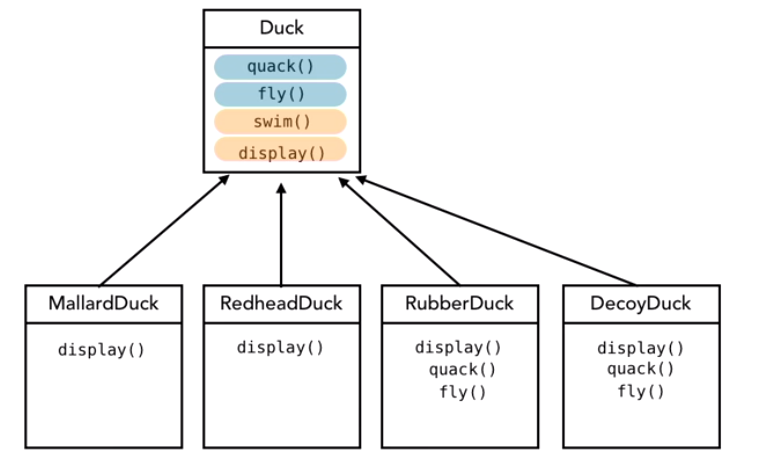 Duck
quack()
fly()
swim()
display()
MallardDuck
display()
RedheadDuck
display()
RubberDuck
display()
quack()
fly()
DecoyDuck
display()
quack()
fly()